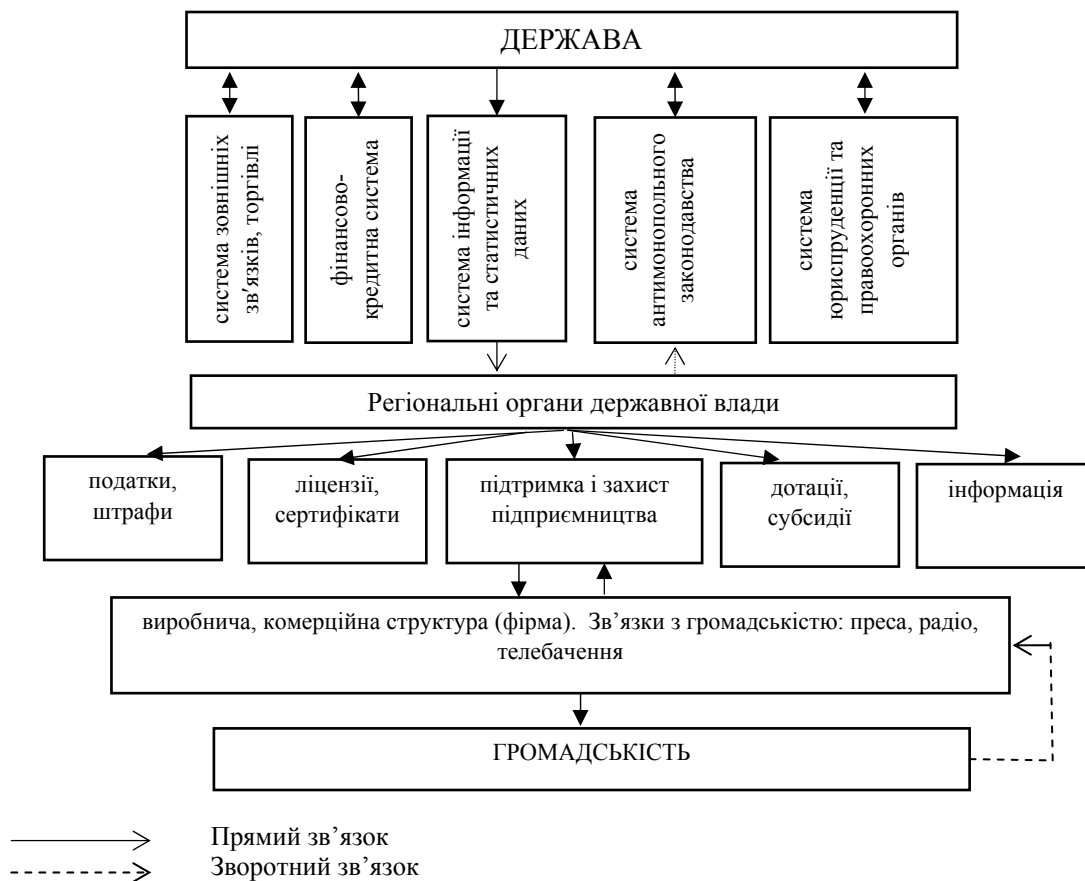 ДЕРЖАВА
система зовнішніх
зв′язків, торгівлі
фінансово-
кредитна система
система інформації
та статистичних
даних
система
антимонопольного
законодавства
система
юриспруденції та
правоохоронних
органів
Регіональні органи державної влади
податки,
штрафи
ліцензії,
сертифікати
підтримка і захист
підприємництва
дотації,
субсидії
інформація
виробнича, комерційна структура (фірма). Зв’язки з громадськістю: преса, радіо,
телебачення
ГРОМАДСЬКІСТЬ
Прямий зв’язок
Зворотний зв’язок